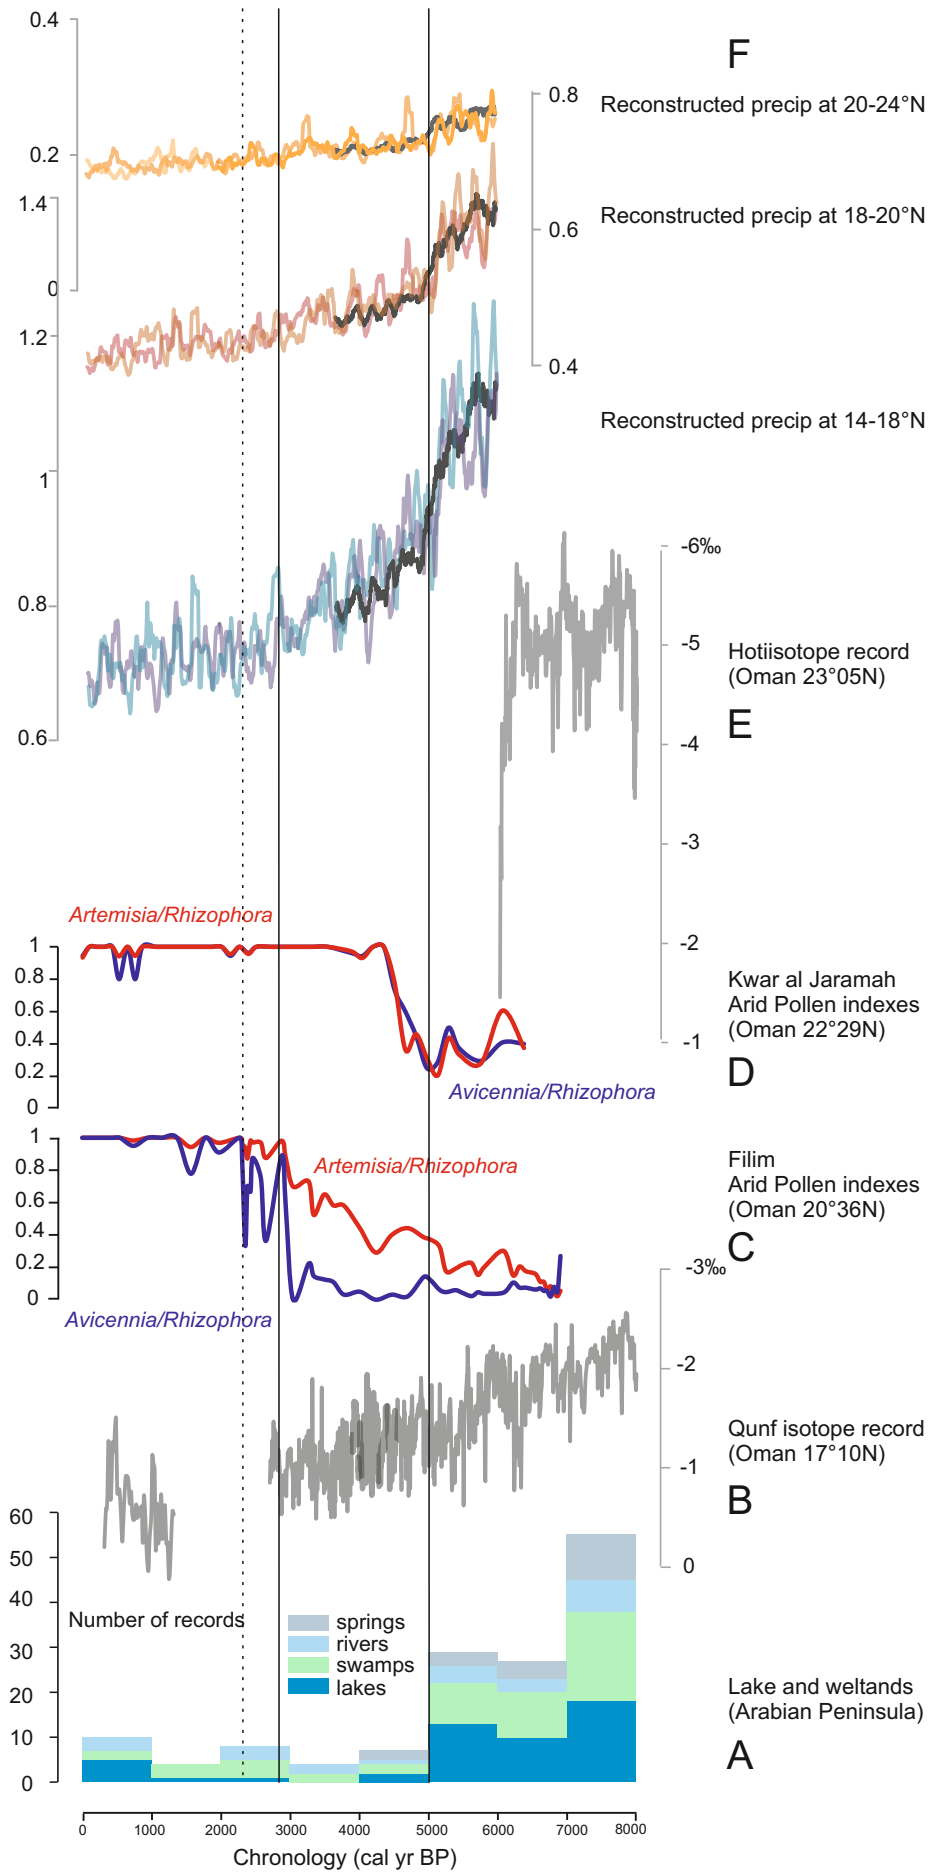 0.4
F
0.8
Reconstructed precip at 20-24°N
0.2
1.4
Reconstructed precip at 18-20°N
0.6
0
1.2
0.4
Reconstructed precip at 14-18°N
1
-6‰
0.8
-5
Hotiisotope record
(Oman 23°05N)
E
0.6
-4
-3
Artemisia/Rhizophora
-2
1
0.8
0.6
0.4
0.2
0
Kwar al Jaramah
Arid Pollen indexes
(Oman 22°29N)
-1
D
Avicennia/Rhizophora
1
0.8
0.6
0.4
0.2
0
Artemisia/Rhizophora
Filim
Arid Pollen indexes
(Oman 20°36N)
C
-3‰
Avicennia/Rhizophora
-2
Qunf isotope record
(Oman 17°10N)
-1
B
0
60
50
40
30
20
10
0
Number of records
springs
rivers
swamps
lakes
Lake and weltands
(Arabian Peninsula)
A
0 1000 2000 3000 4000 5000 6000 7000 8000
Chronology (cal yr BP)